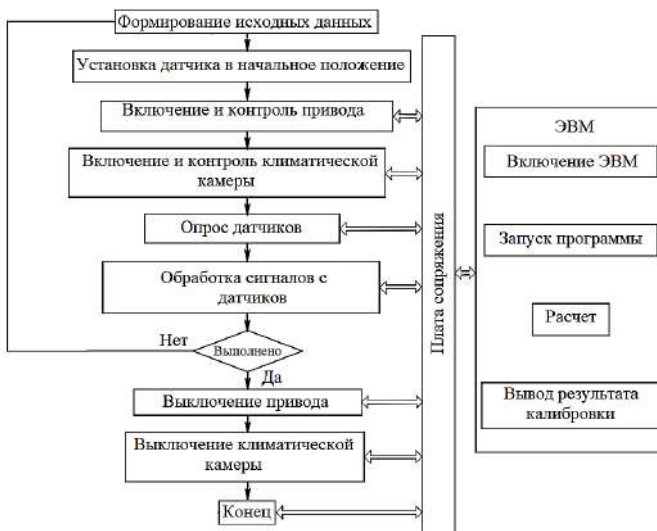 Формирование исходных данных
Установка датчика в начальное положение
Включение и контроль привода
Включение и контроль климатической
камеры
Опрос датчиков
Обработка сигналов с
датчиков
Нет
Выполнено
Да
Выключение привода
Выключение климатической
камеры
Конец
Плата сопряжения
ЭВМ
Включение ЭВМ
Запуск программы
Расчет
Вывод результата
калибровки